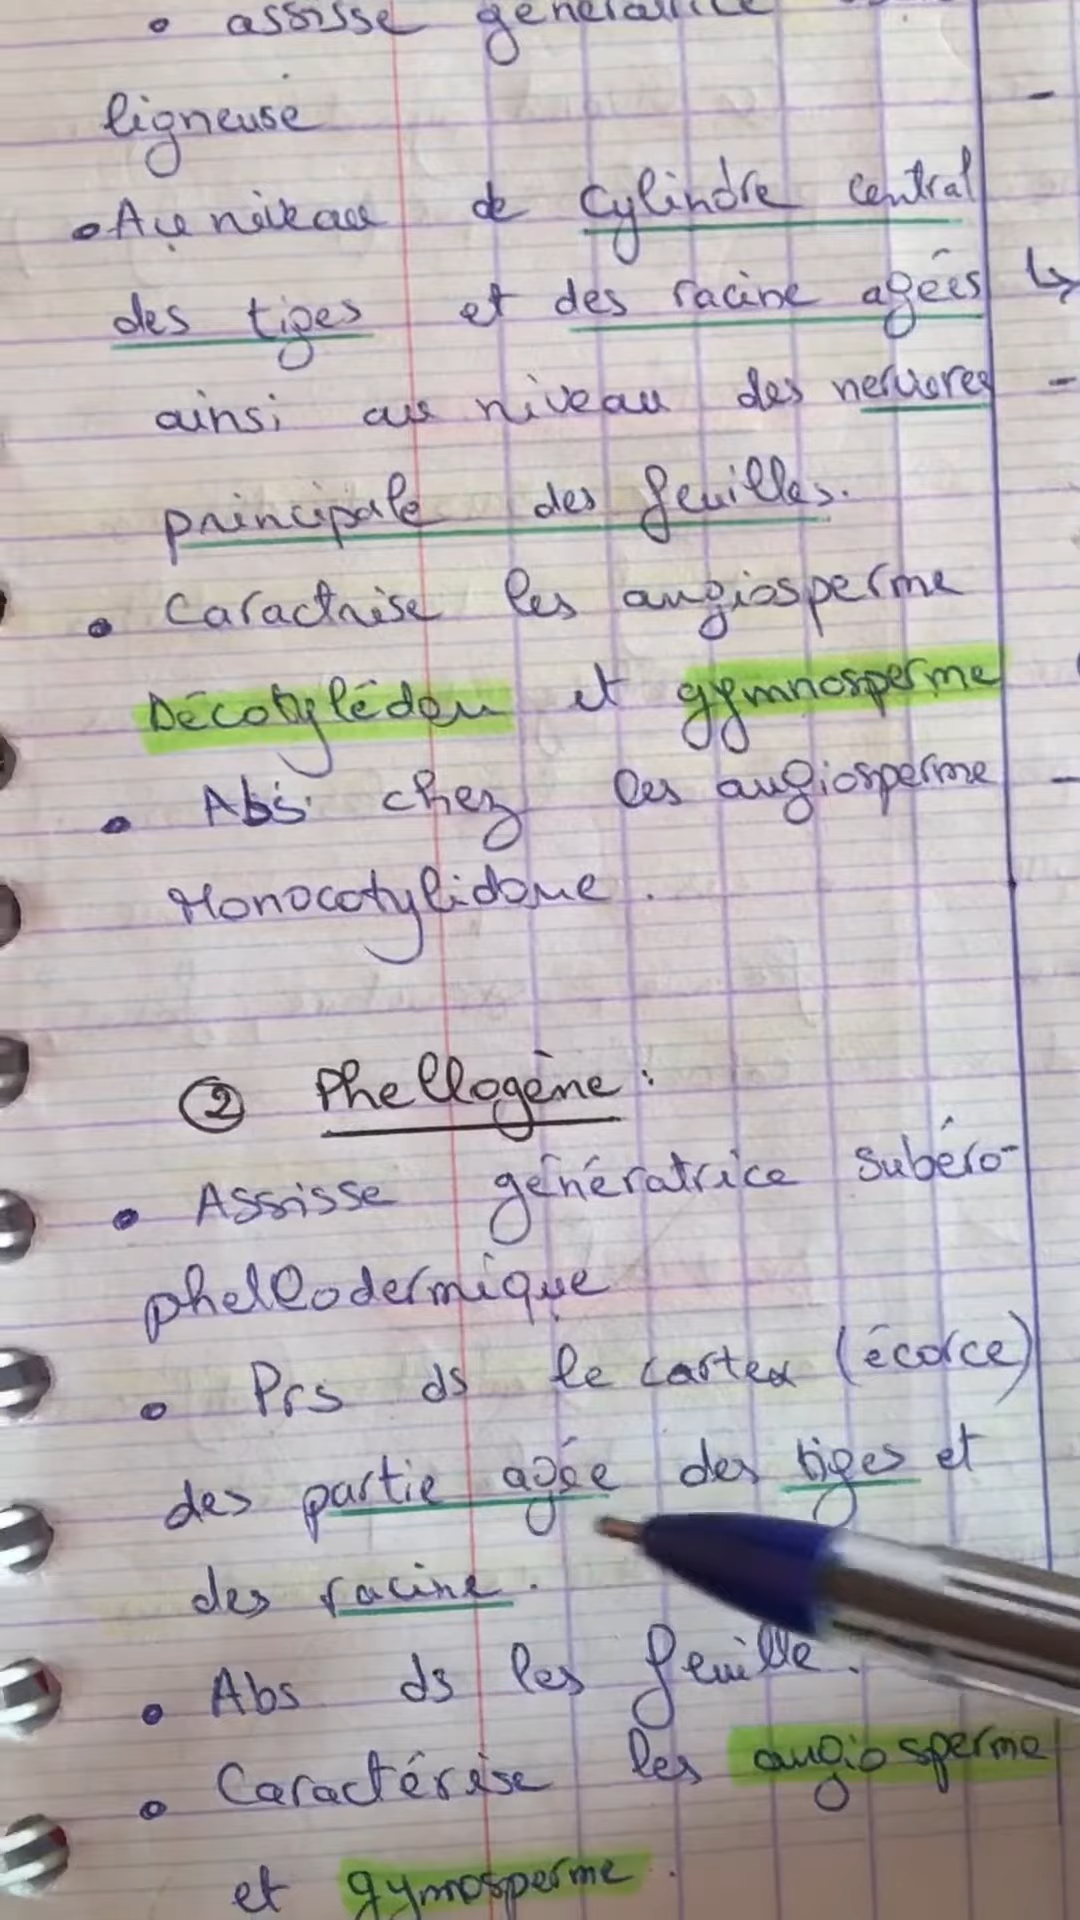 • assisse génératrice
ligneuse
• Au niveau de cylindre central
des tiges et des racine agées
ainsi au niveau des nervures
principale des feuilles.
• Caractrise les angiosperme
Décotylédon et gymnosperme
• Abs chez les angiosperme
Monocotylidone.
② Phellogène :
• Assisse génératrice subéro-
phellodermique
• Prs ds le cortex (écorce)
des partie agée des tiges et
des racine.
• Abs ds les feuille.
• Caractérise les angiosperme
et gymosperme.